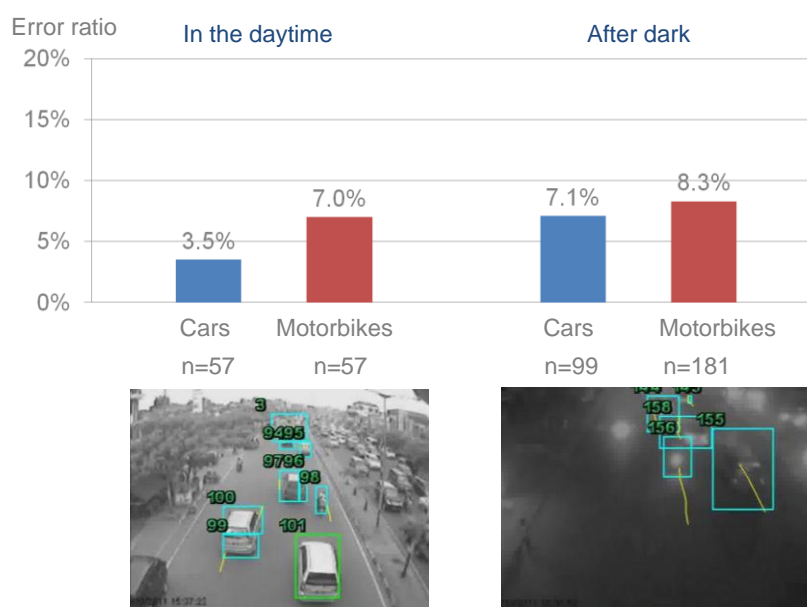 Error ratio
In the daytime
After dark
20%
15%
10%
5%
0%
3.5%
7.0%
7.1%
8.3%
Cars
Motorbikes
Cars
Motorbikes
n=57
n=57
n=99
n=181
3
9495
9796
98
100
99
101
158
155
156